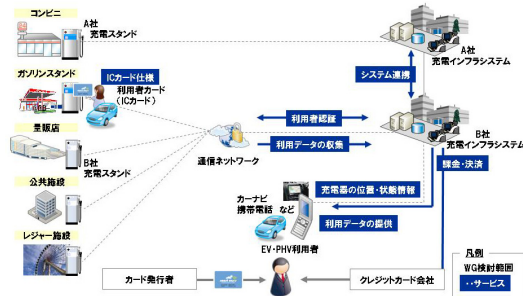 コンビニ
A社
充電スタンド
A社
充電インフラシステム
ガソリンスタンド
ICカード仕様
利用者カード
(ICカード)
システム連携
量販店
利用者認証
B社
充電インフラシステム
利用データの収集
通信ネットワーク
課金・決済
B社
充電スタンド
公共施設
充電器の位置・状態情報
カーナビ
携帯電話 など
利用データの提供
レジャー施設
EV・PHV利用者
凡例
WG検討範囲
・・サービス
カード発行者
クレジットカード会社